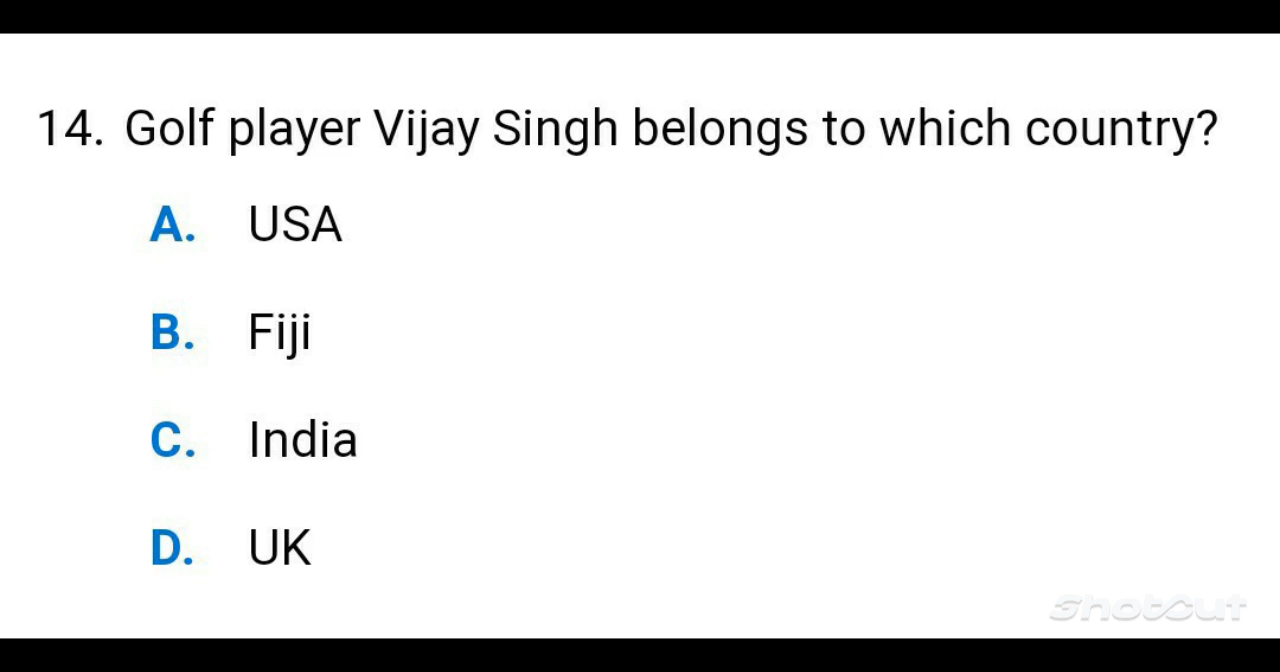 14. Golf player Vijay Singh belongs to which country?
A. USA
B. Fiji
C. India
D. UK
Shotcut